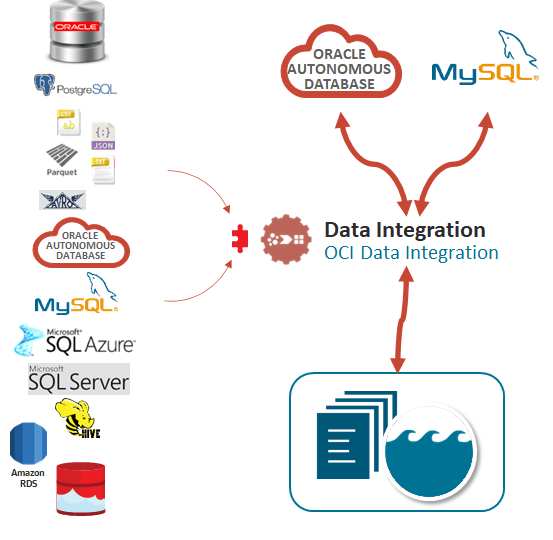 ORACLE
PostgreSQL
CSV
a,b
{:}
JSON
Parquet
TXT
AVRO
ORACLE
AUTONOMOUS
DATABASE
MySQL®
Microsoft®
SQL Azure™
Microsoft
SQL Server
HIVE
Amazon
RDS
ORACLE
AUTONOMOUS
DATABASE
MySQL®
Data Integration
OCI Data Integration